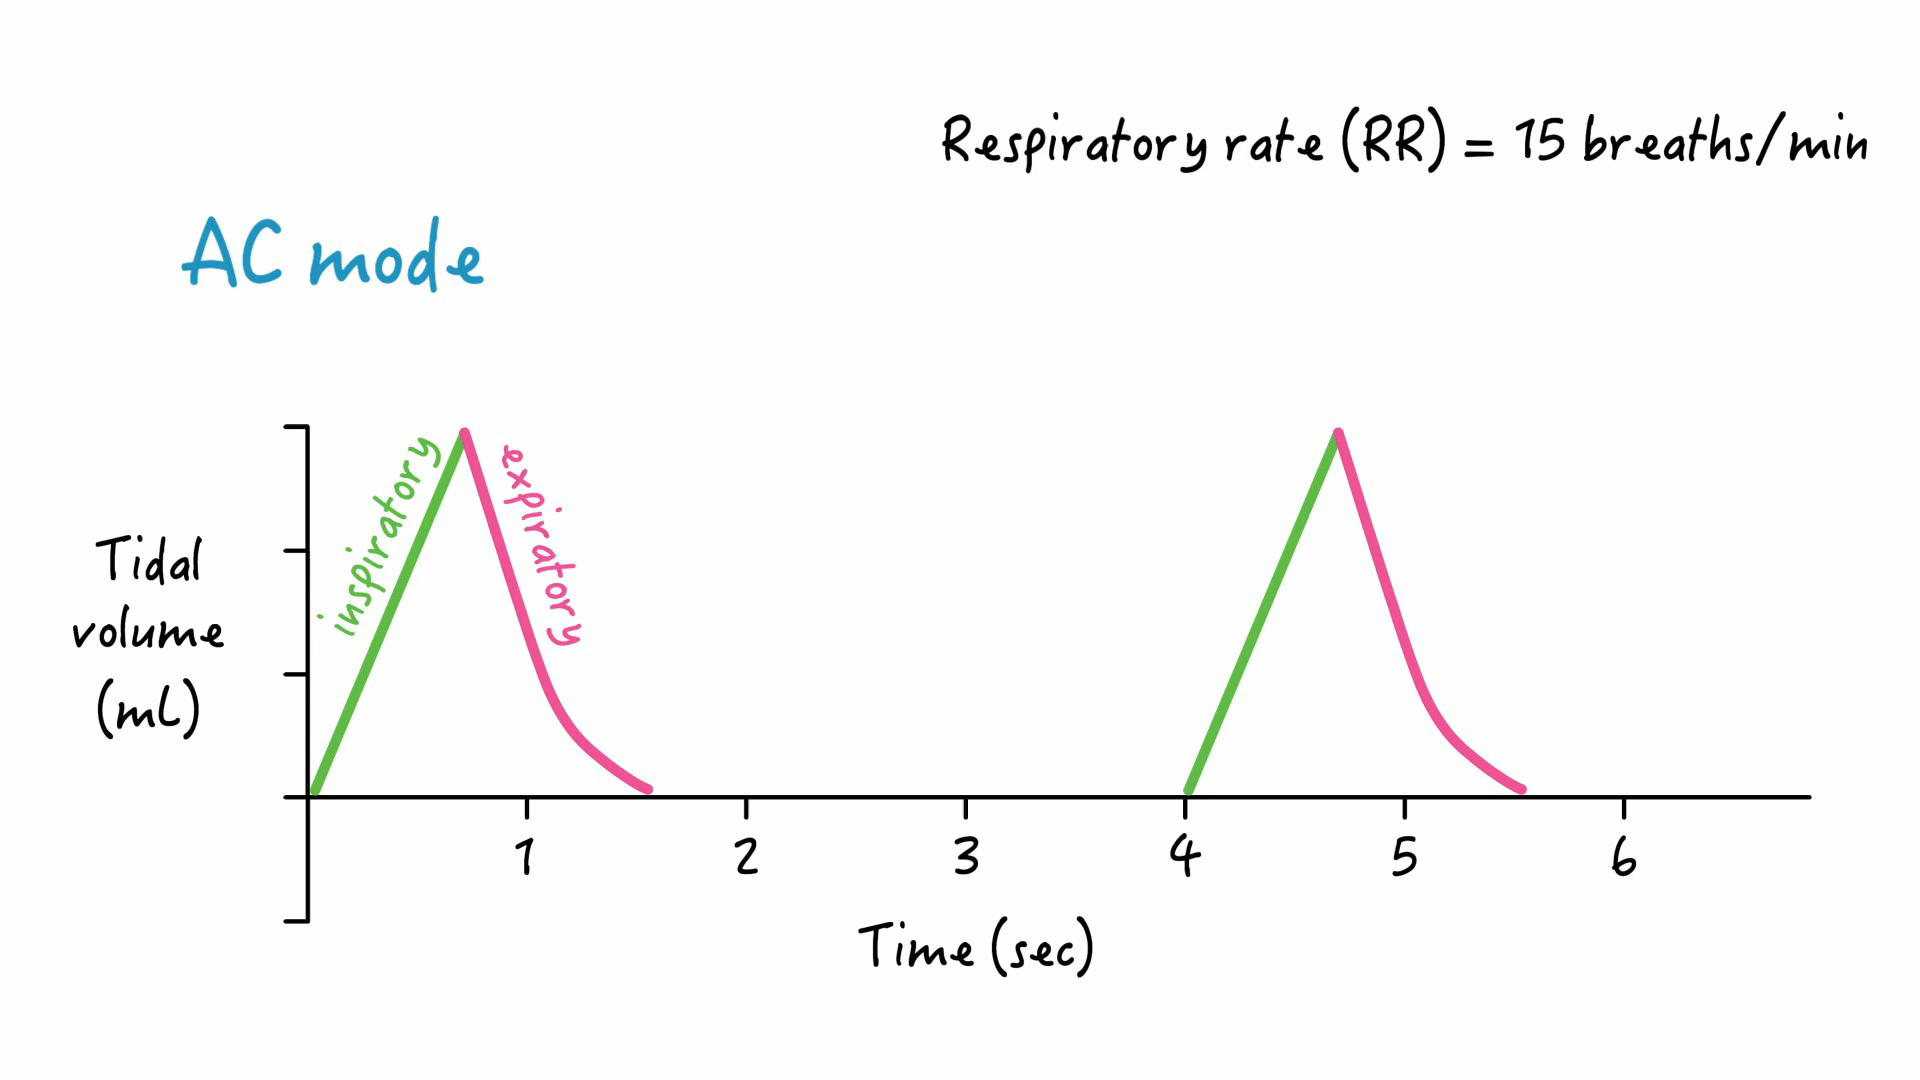 Respiratory rate (RR) = 15 breaths/min
AC mode
inspiratory
expiratory
Tidal
volume
(mL)
1 2 3 4 5 6
Time (sec)